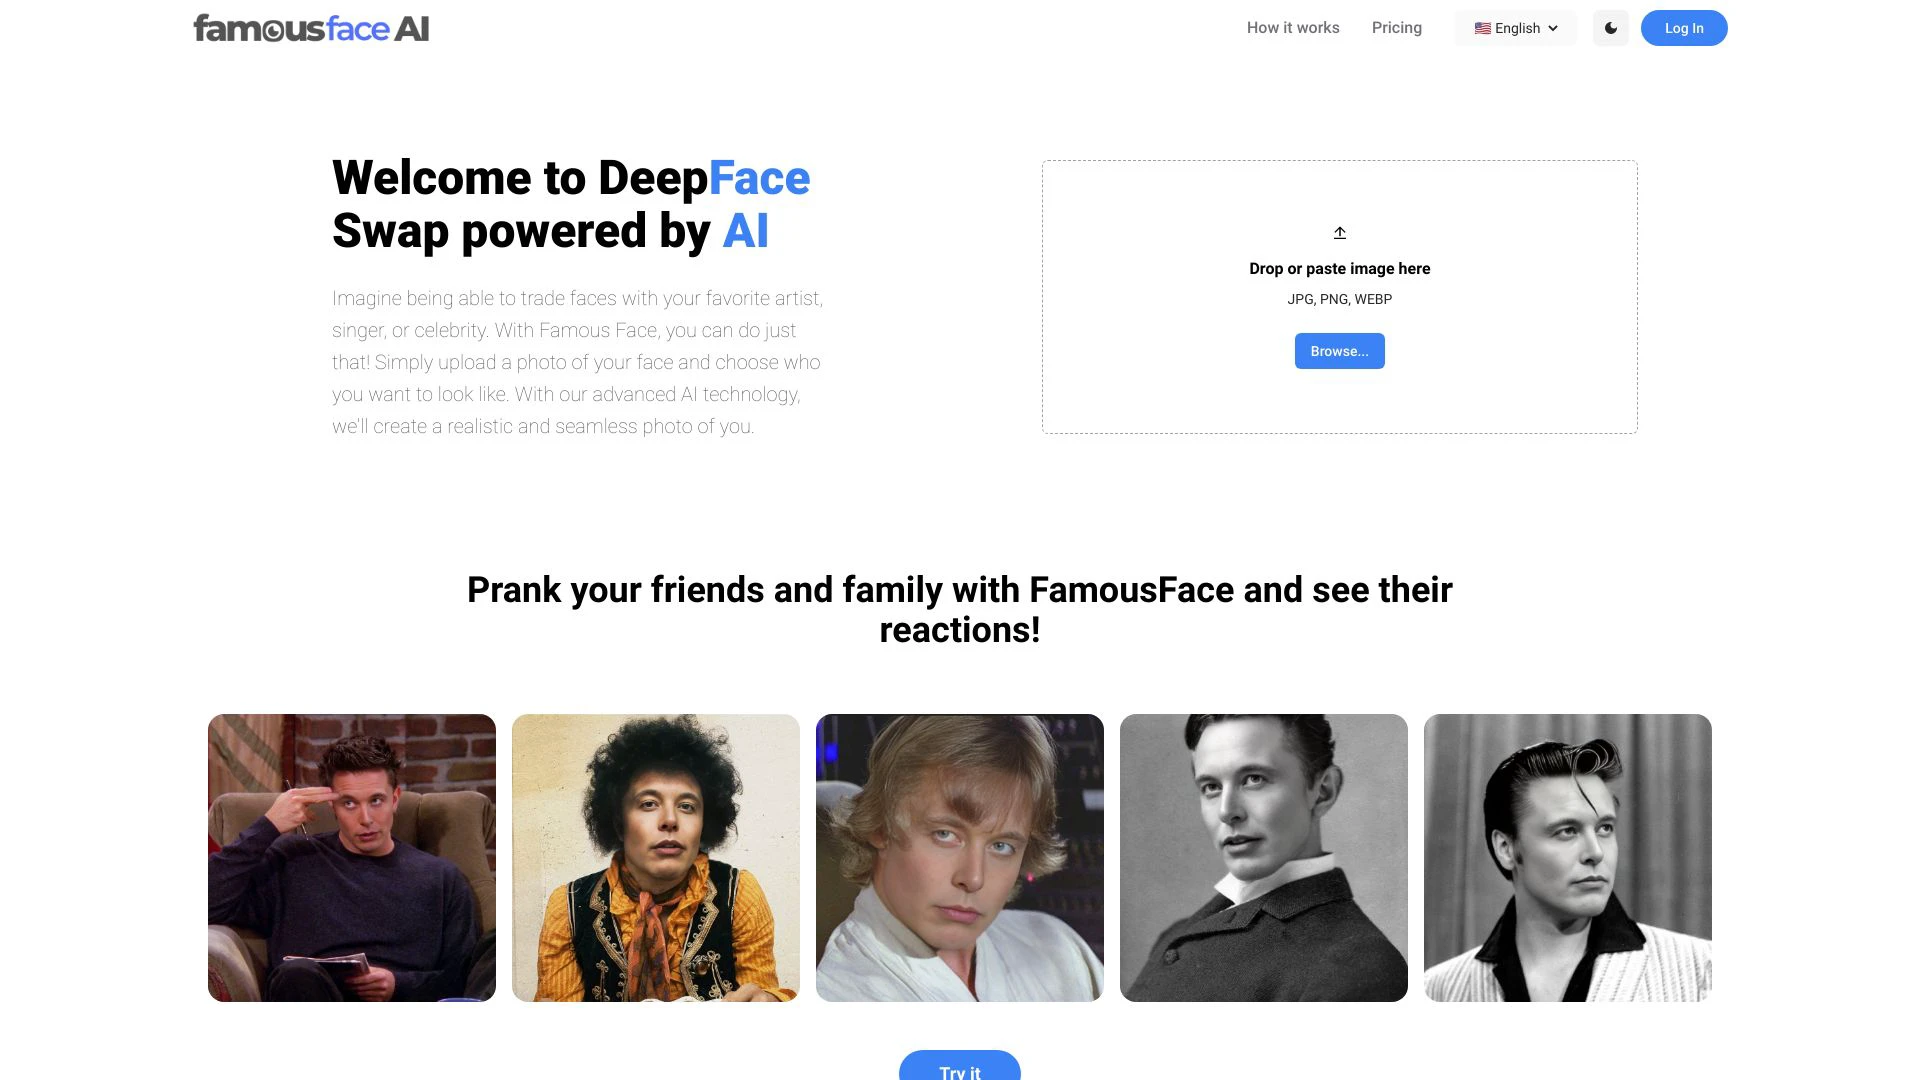 famousface AI
How it works
Pricing
English
Log In
Welcome to DeepFace
Swap powered by AI
Imagine being able to trade faces with your favorite artist,
singer, or celebrity. With Famous Face, you can do just
that! Simply upload a photo of your face and choose who
you want to look like. With our advanced AI technology,
we'll create a realistic and seamless photo of you.
Drop or paste image here
JPG, PNG, WEBP
Browse...
Prank your friends and family with FamousFace and see their
reactions!
Try it